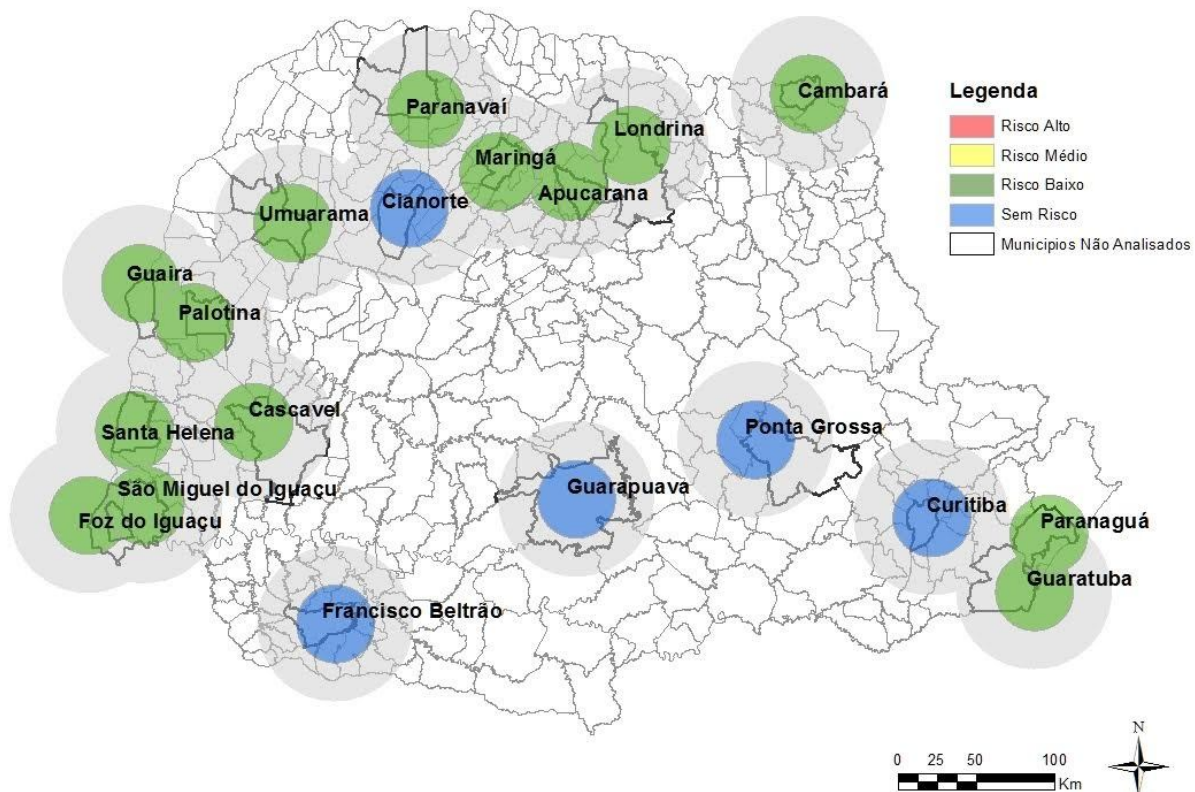 Cambará
Paranavaí
Londrina
Maringá
Apucarana
Cianorte
Umuarama
Guaira
Palotina
Cascavel
Santa Helena
São Miguel do Iguaçu
Foz do Iguaçu
Francisco Beltrão
Guarapuava
Ponta Grossa
Curitiba
Paranaguá
Guaratuba
Legenda
Risco Alto
Risco Médio
Risco Baixo
Sem Risco
Municipios Não Analisados
N
0 25 50 100
Km